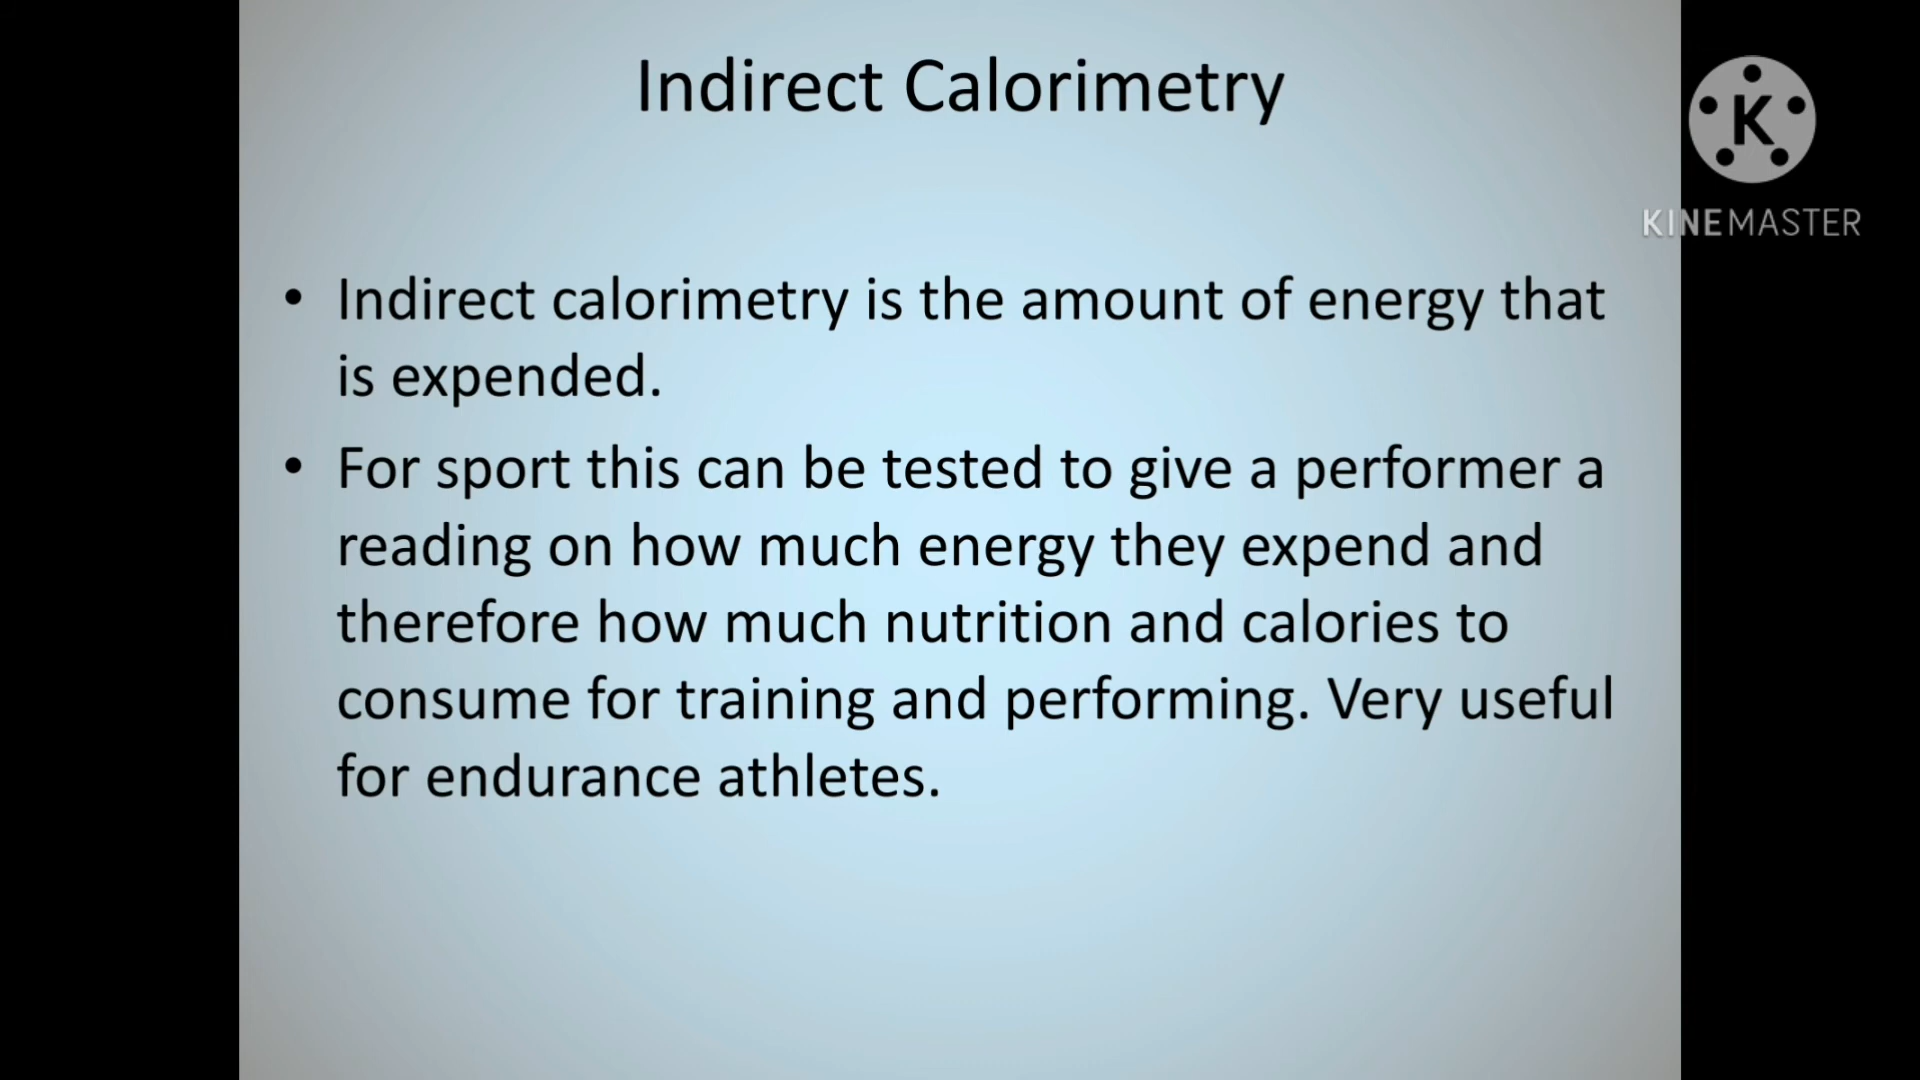 Indirect Calorimetry
K
KINEMASTER
• Indirect calorimetry is the amount of energy that
is expended.
• For sport this can be tested to give a performer a
reading on how much energy they expend and
therefore how much nutrition and calories to
consume for training and performing. Very useful
for endurance athletes.